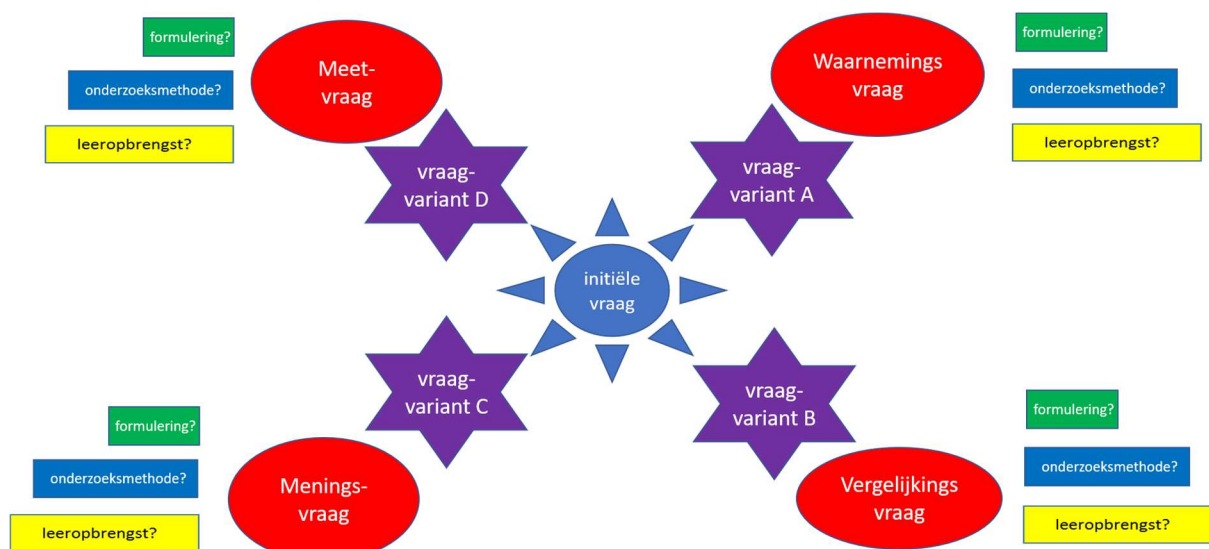 formulering?
onderzoeksmethode?
leeropbrengst?
Meet-
vraag
vraag-
variant D
Waarnemings
vraag
formulering?
onderzoeksmethode?
leeropbrengst?
vraag-
variant A
initiële
vraag
vraag-
variant C
Menings-
vraag
formulering?
onderzoeksmethode?
leeropbrengst?
vraag-
variant B
Vergelijkings
vraag
formulering?
onderzoeksmethode?
leeropbrengst?